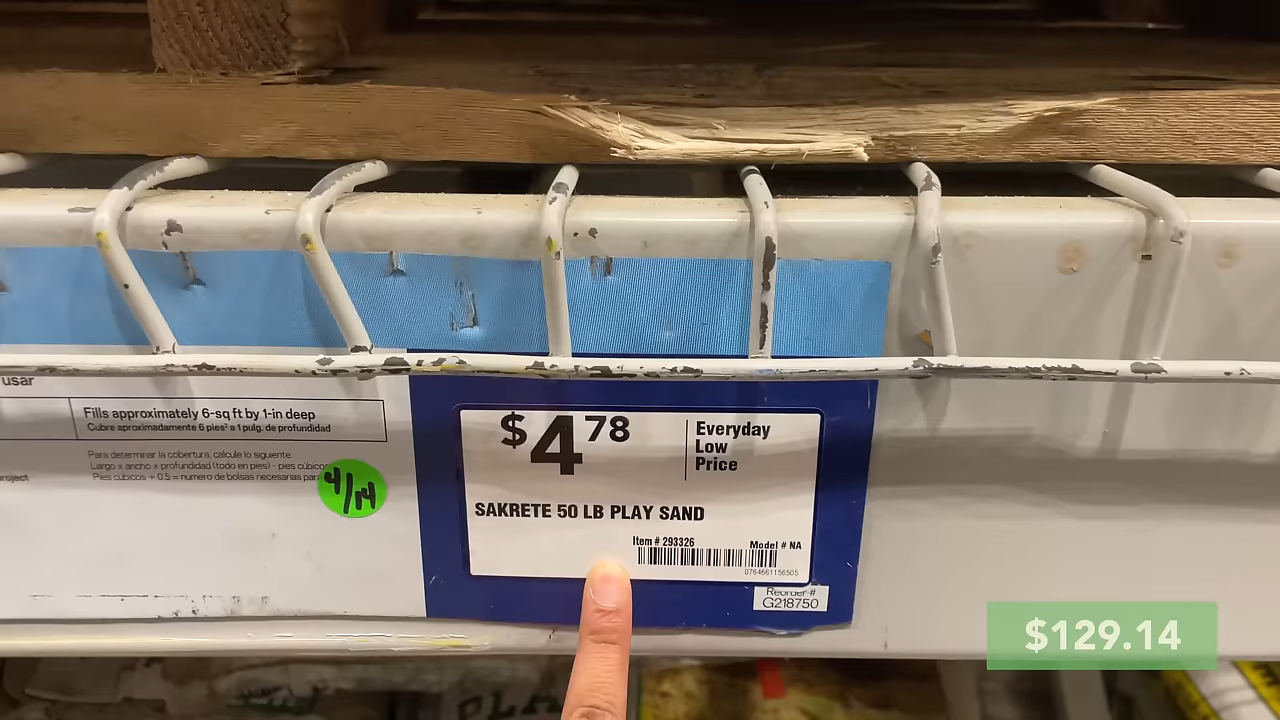 usar
Fills approximately 6-sq ft by 1-in deep
Cubre aproximadamente 6 pies² a 1 pulg. de profundidad
Para determinar la cobertura, calcule lo siguiente:
Largo x ancho x profundidad (todo en pies) - pies cúbicos
Pies cúbicos ÷ 0.5 = numero de bolsas necesarias para
roject
4/14
$4 78
Everyday
Low
Price
SAKRETE 50 LB PLAY SAND
Item # 293326
Model # NA
0764661156505
Reorder #
G218750
$129.14